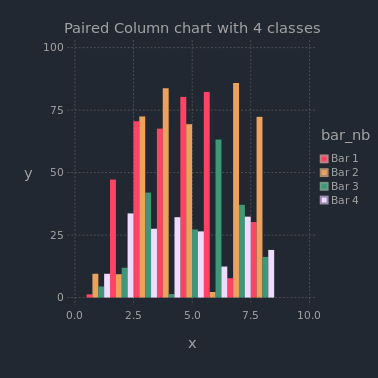 Paired Column chart with 4 classes
100
75
50
25
0
y
0.0 2.5 5.0 7.5 10.0
x
bar_nb
Bar 1
Bar 2
Bar 3
Bar 4